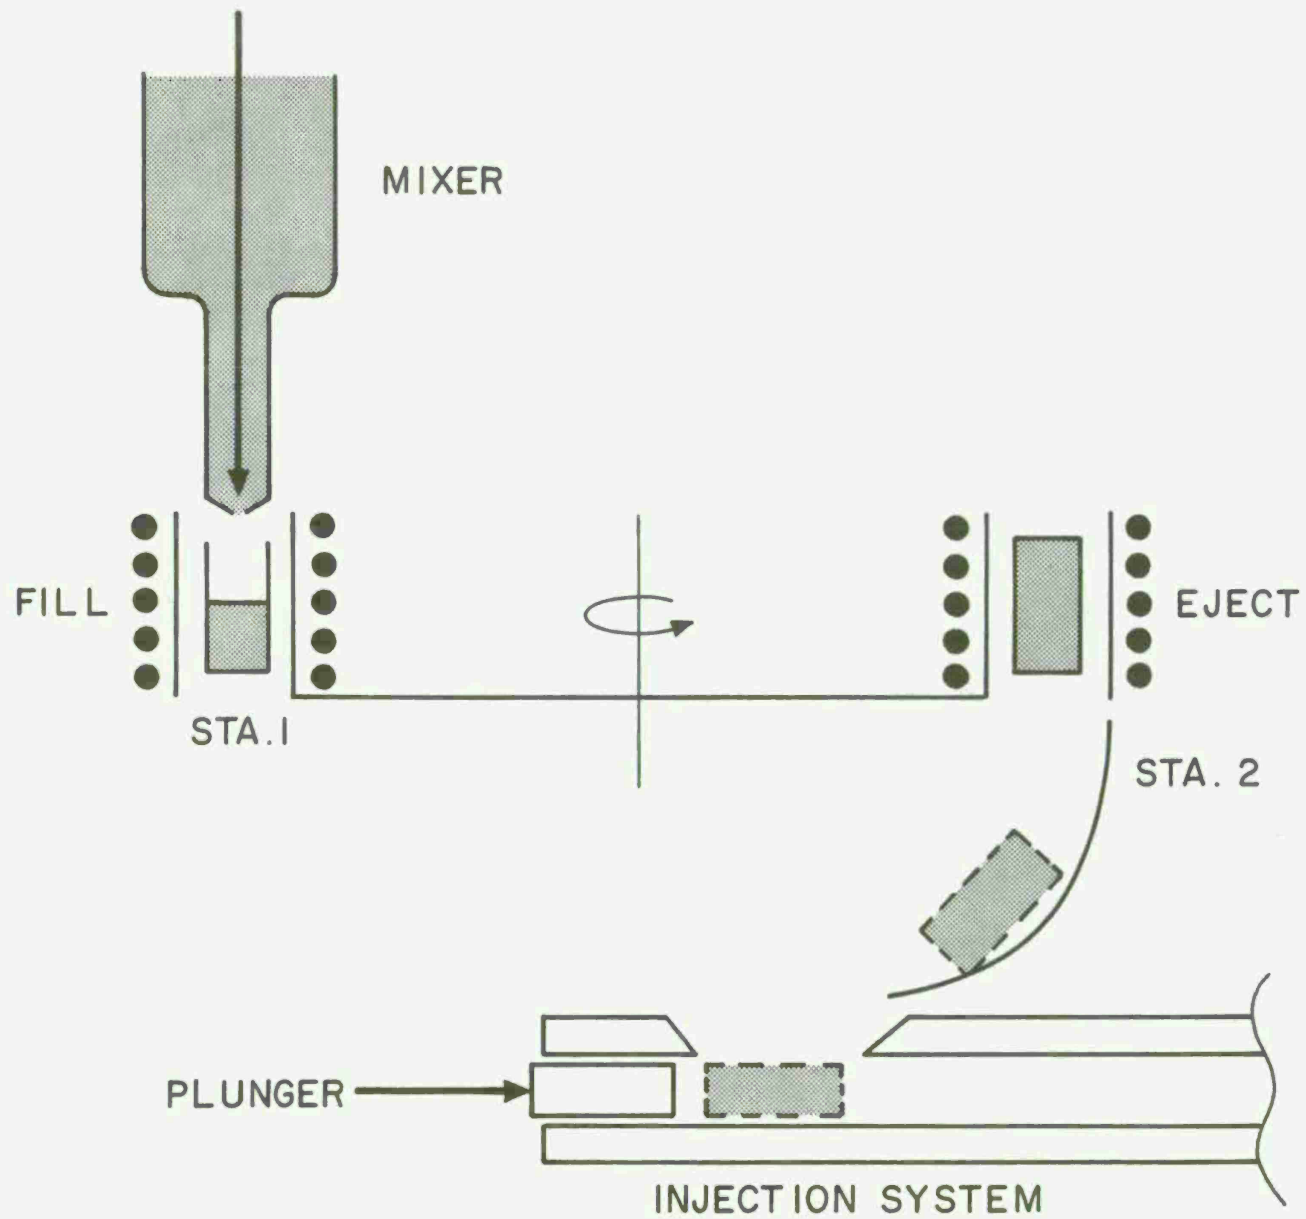 MIXER
FILL
EJECT
STA.1
STA. 2
PLUNGER
INJECTION SYSTEM